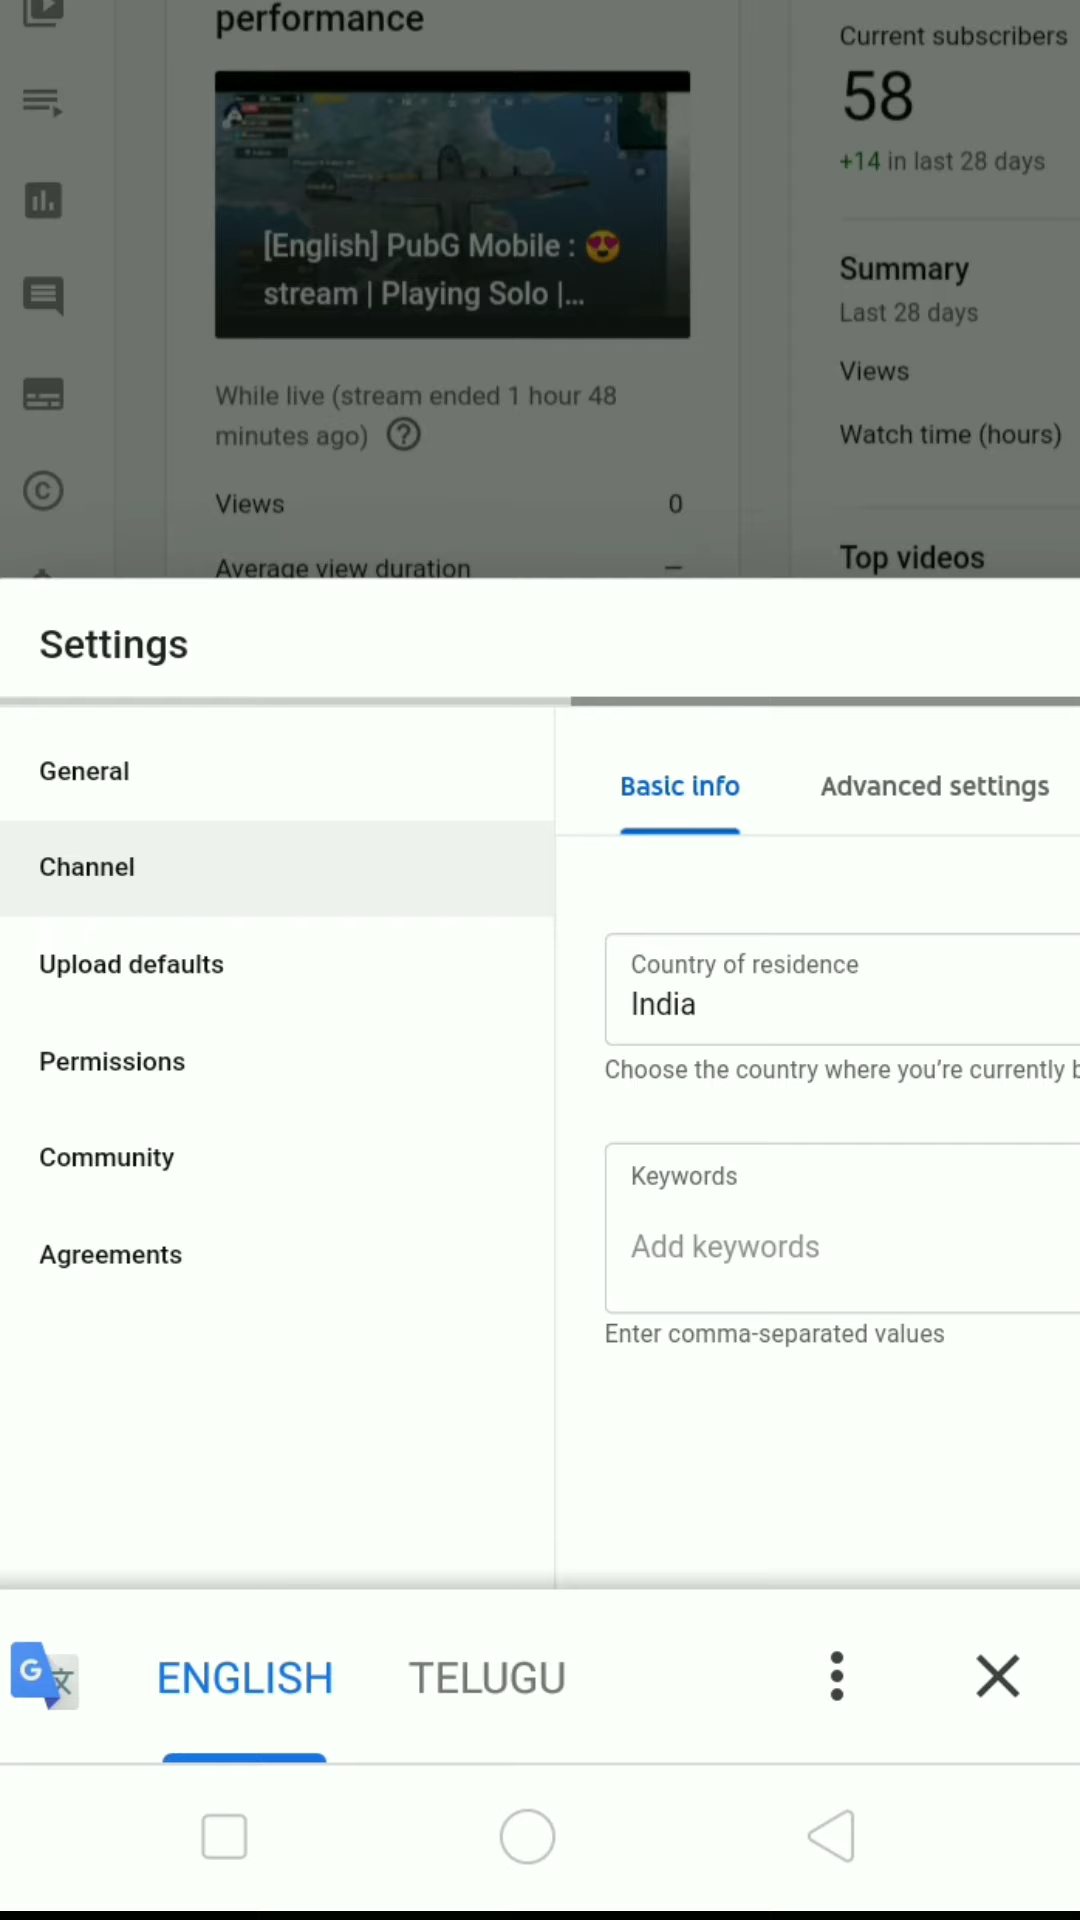 performance
[English] PubG Mobile : 😍
stream | Playing Solo |...
While live (stream ended 1 hour 48
minutes ago)
Views 0
Average view duration —
Current subscribers
58
+14 in last 28 days
Summary
Last 28 days
Views
Watch time (hours)
Top videos
Settings
General
Channel
Upload defaults
Permissions
Community
Agreements
Basic info Advanced settings
Country of residence
India
Choose the country where you’re currently
Keywords
Add keywords
Enter comma-separated values
ENGLISH TELUGU